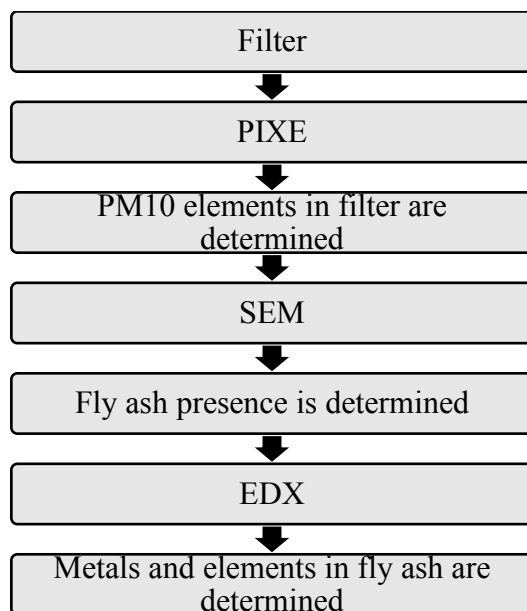 Filter
PIXE
PM10 elements in filter are
determined
SEM
Fly ash presence is determined
EDX
Metals and elements in fly ash are
determined